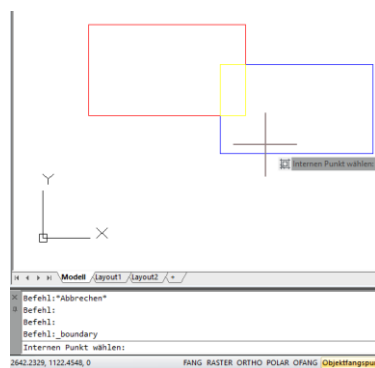 Internen Punkt wählen:
Y
X
Modell Layout1 Layout2 +
Befehl:*Abbrechen*
Befehl:
Befehl:
Befehl:_boundary
Internen Punkt wählen:
2642.2329, 1122.4548, 0 FANG RASTER ORTHO POLAR OFANG Objektfangspu